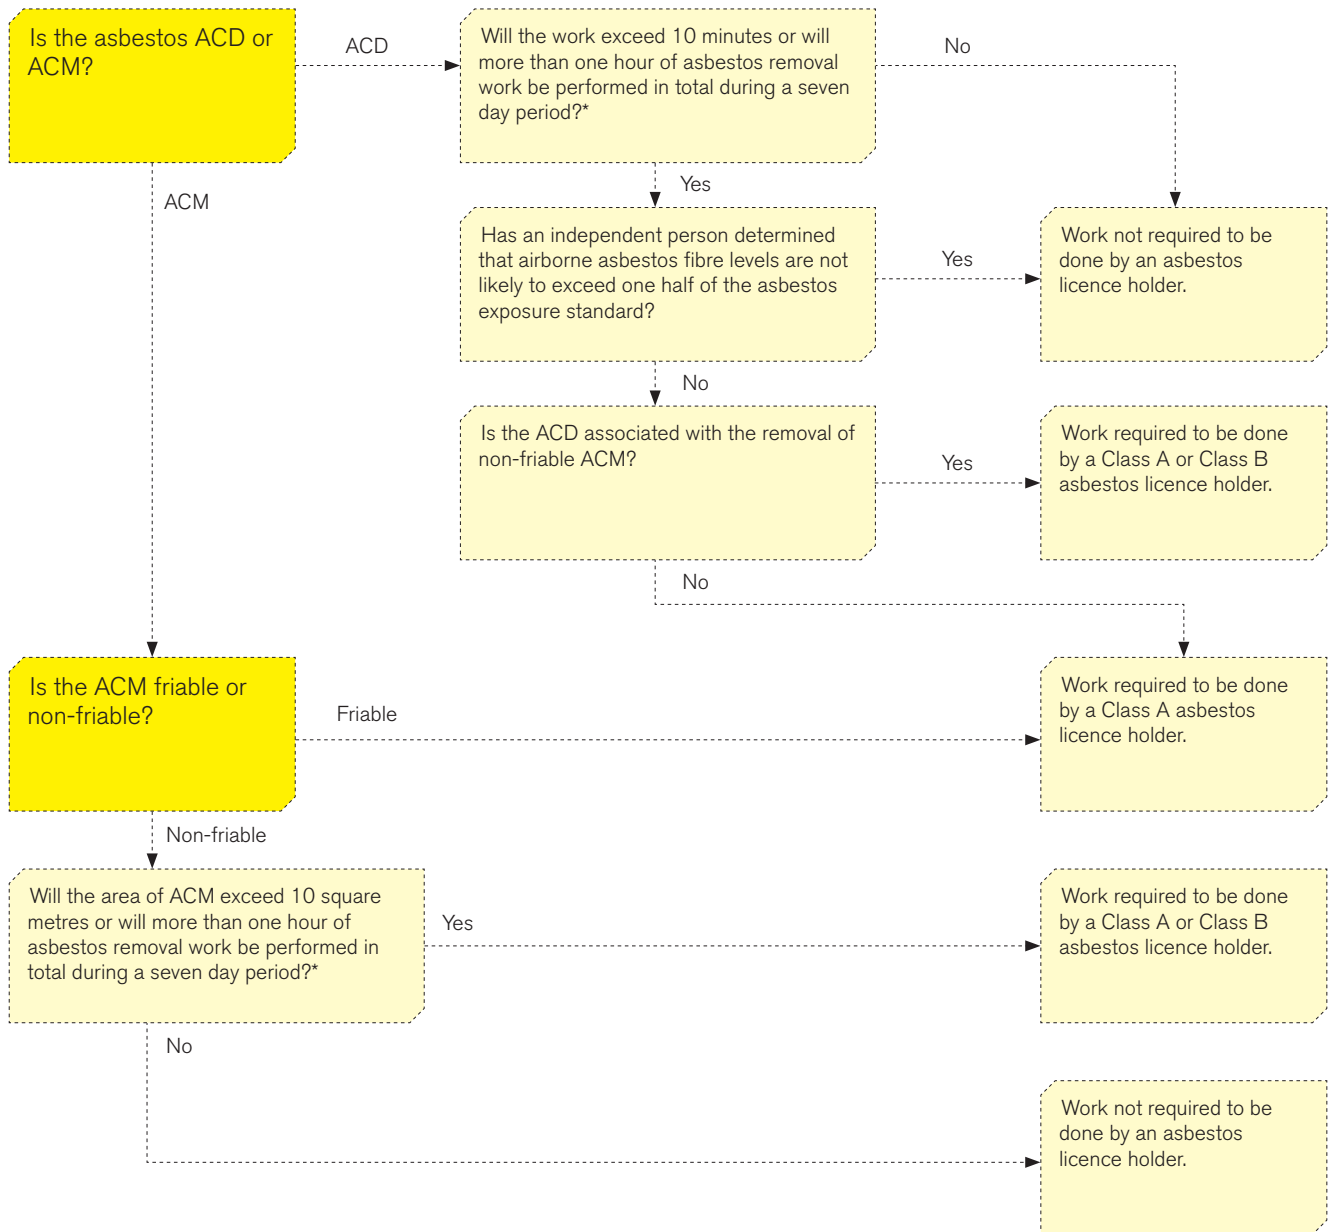 Is the asbestos ACD or
ACM?
ACD
Will the work exceed 10 minutes or will
more than one hour of asbestos removal
work be performed in total during a seven
day period?*
No
ACM
Yes
Has an independent person determined
that airborne asbestos fibre levels are not
likely to exceed one half of the asbestos
exposure standard?
Yes
Work not required to be
done by an asbestos
licence holder.
No
Is the ACD associated with the removal of
non-friable ACM?
Yes
Work required to be done
by a Class A or Class B
asbestos licence holder.
No
Is the ACM friable or
non-friable?
Friable
Work required to be done
by a Class A asbestos
licence holder.
Non-friable
Will the area of ACM exceed 10 square
metres or will more than one hour of
asbestos removal work be performed in
total during a seven day period?*
Yes
Work required to be done
by a Class A or Class B
asbestos licence holder.
No
Work not required to be
done by an asbestos
licence holder.